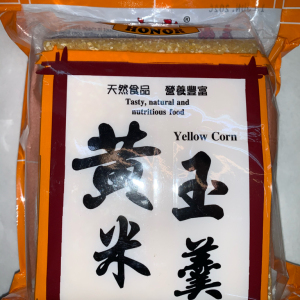 HONOR
天然食品 營養豐富
Tasty, natural and
nutritious food
Yellow Corn
黄玉
米羹